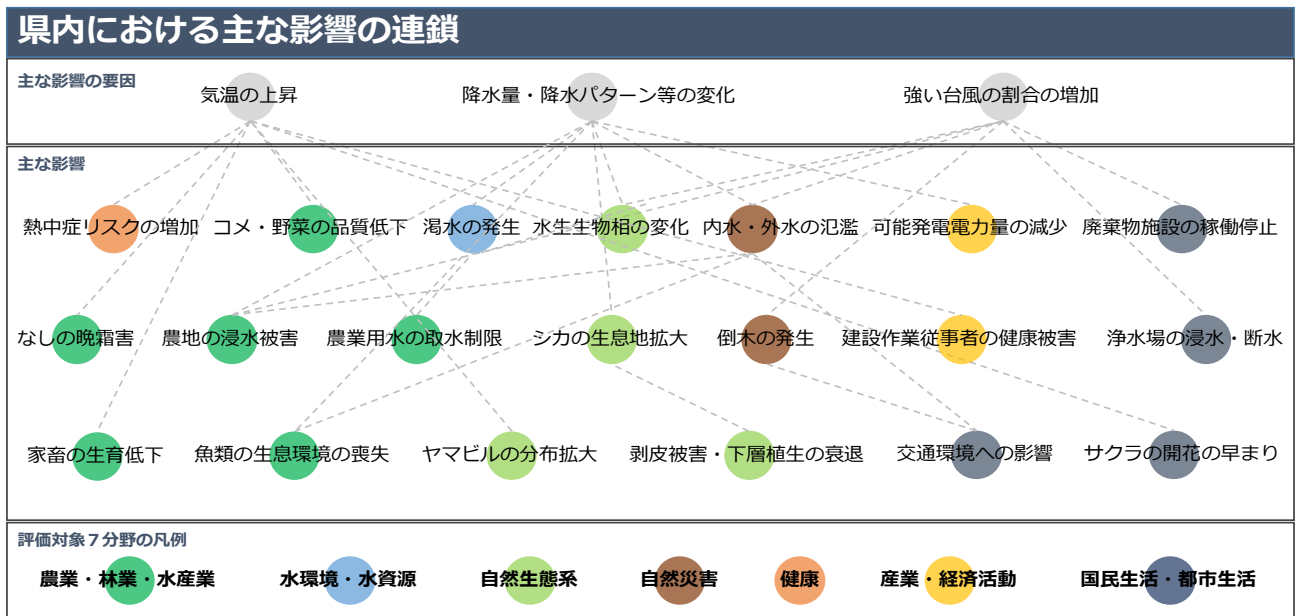 県内における主な影響の連鎖
主な影響の要因
気温の上昇
降水量・降水パターン等の変化
強い台風の割合の増加
主な影響
熱中症リスクの増加
コメ・野菜の品質低下
渇水の発生
水生生物相の変化
内水・外水の氾濫
可能発電電力量の減少
廃棄物施設の稼働停止
なしの晩霜害
農地の浸水被害
農業用水の取水制限
シカの生息地拡大
倒木の発生
建設作業従事者の健康被害
浄水場の浸水・断水
家畜の生育低下
魚類の生息環境の喪失
ヤマビルの分布拡大
剥皮被害・下層植生の衰退
交通環境への影響
サクラの開花の早まり
評価対象７分野の凡例
農業・林業・水産業
水環境・水資源
自然生態系
自然災害
健康
産業・経済活動
国民生活・都市生活